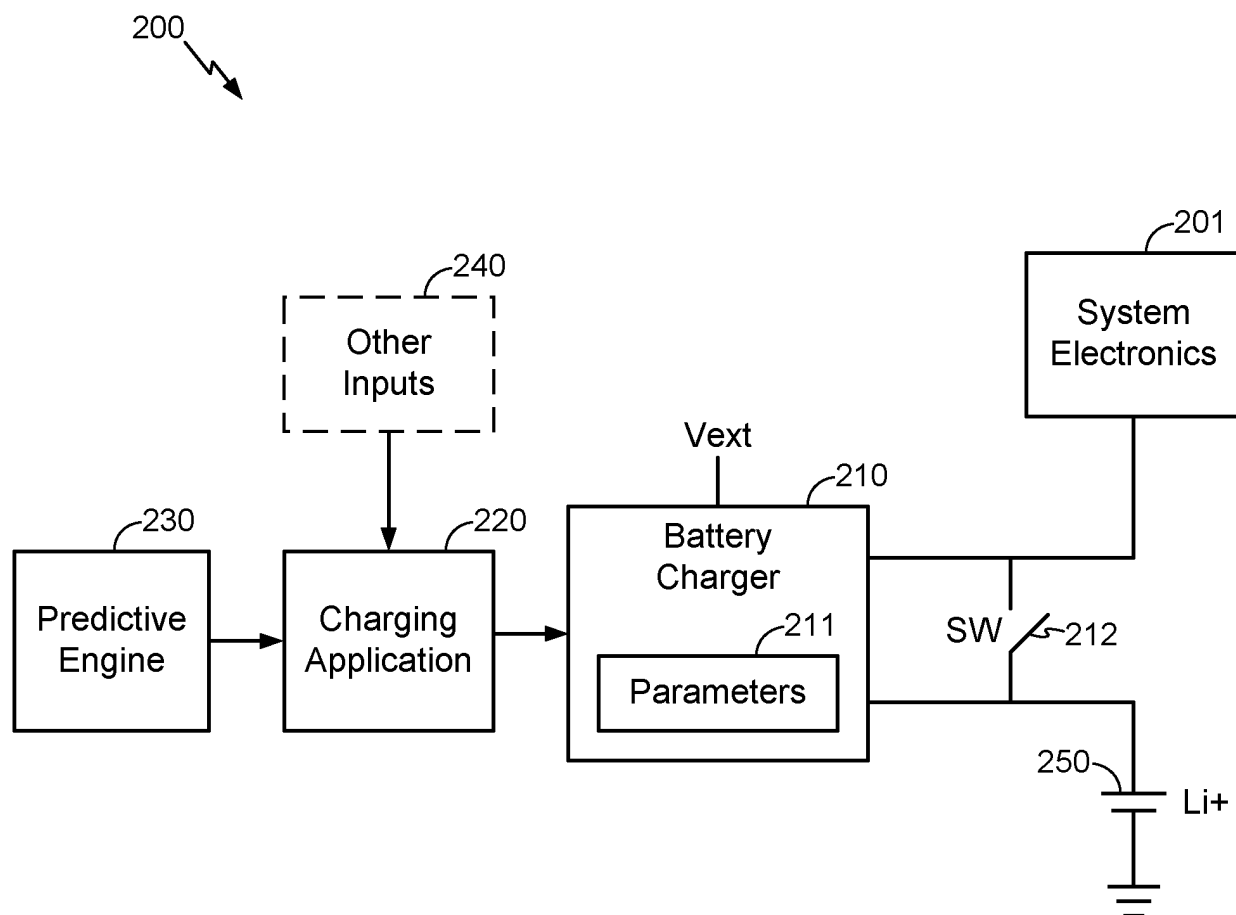 200
201
System
Electronics
240
Other
Inputs
Vext
210
Battery
Charger
230
Predictive
Engine
220
Charging
Application
211
Parameters
SW
212
250
Li+